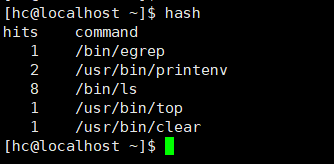 [hc@localhost ~]$ hash
hits    command
   1    /bin/egrep
   2    /usr/bin/printenv
   8    /bin/ls
   1    /usr/bin/top
   1    /usr/bin/clear
[hc@localhost ~]$